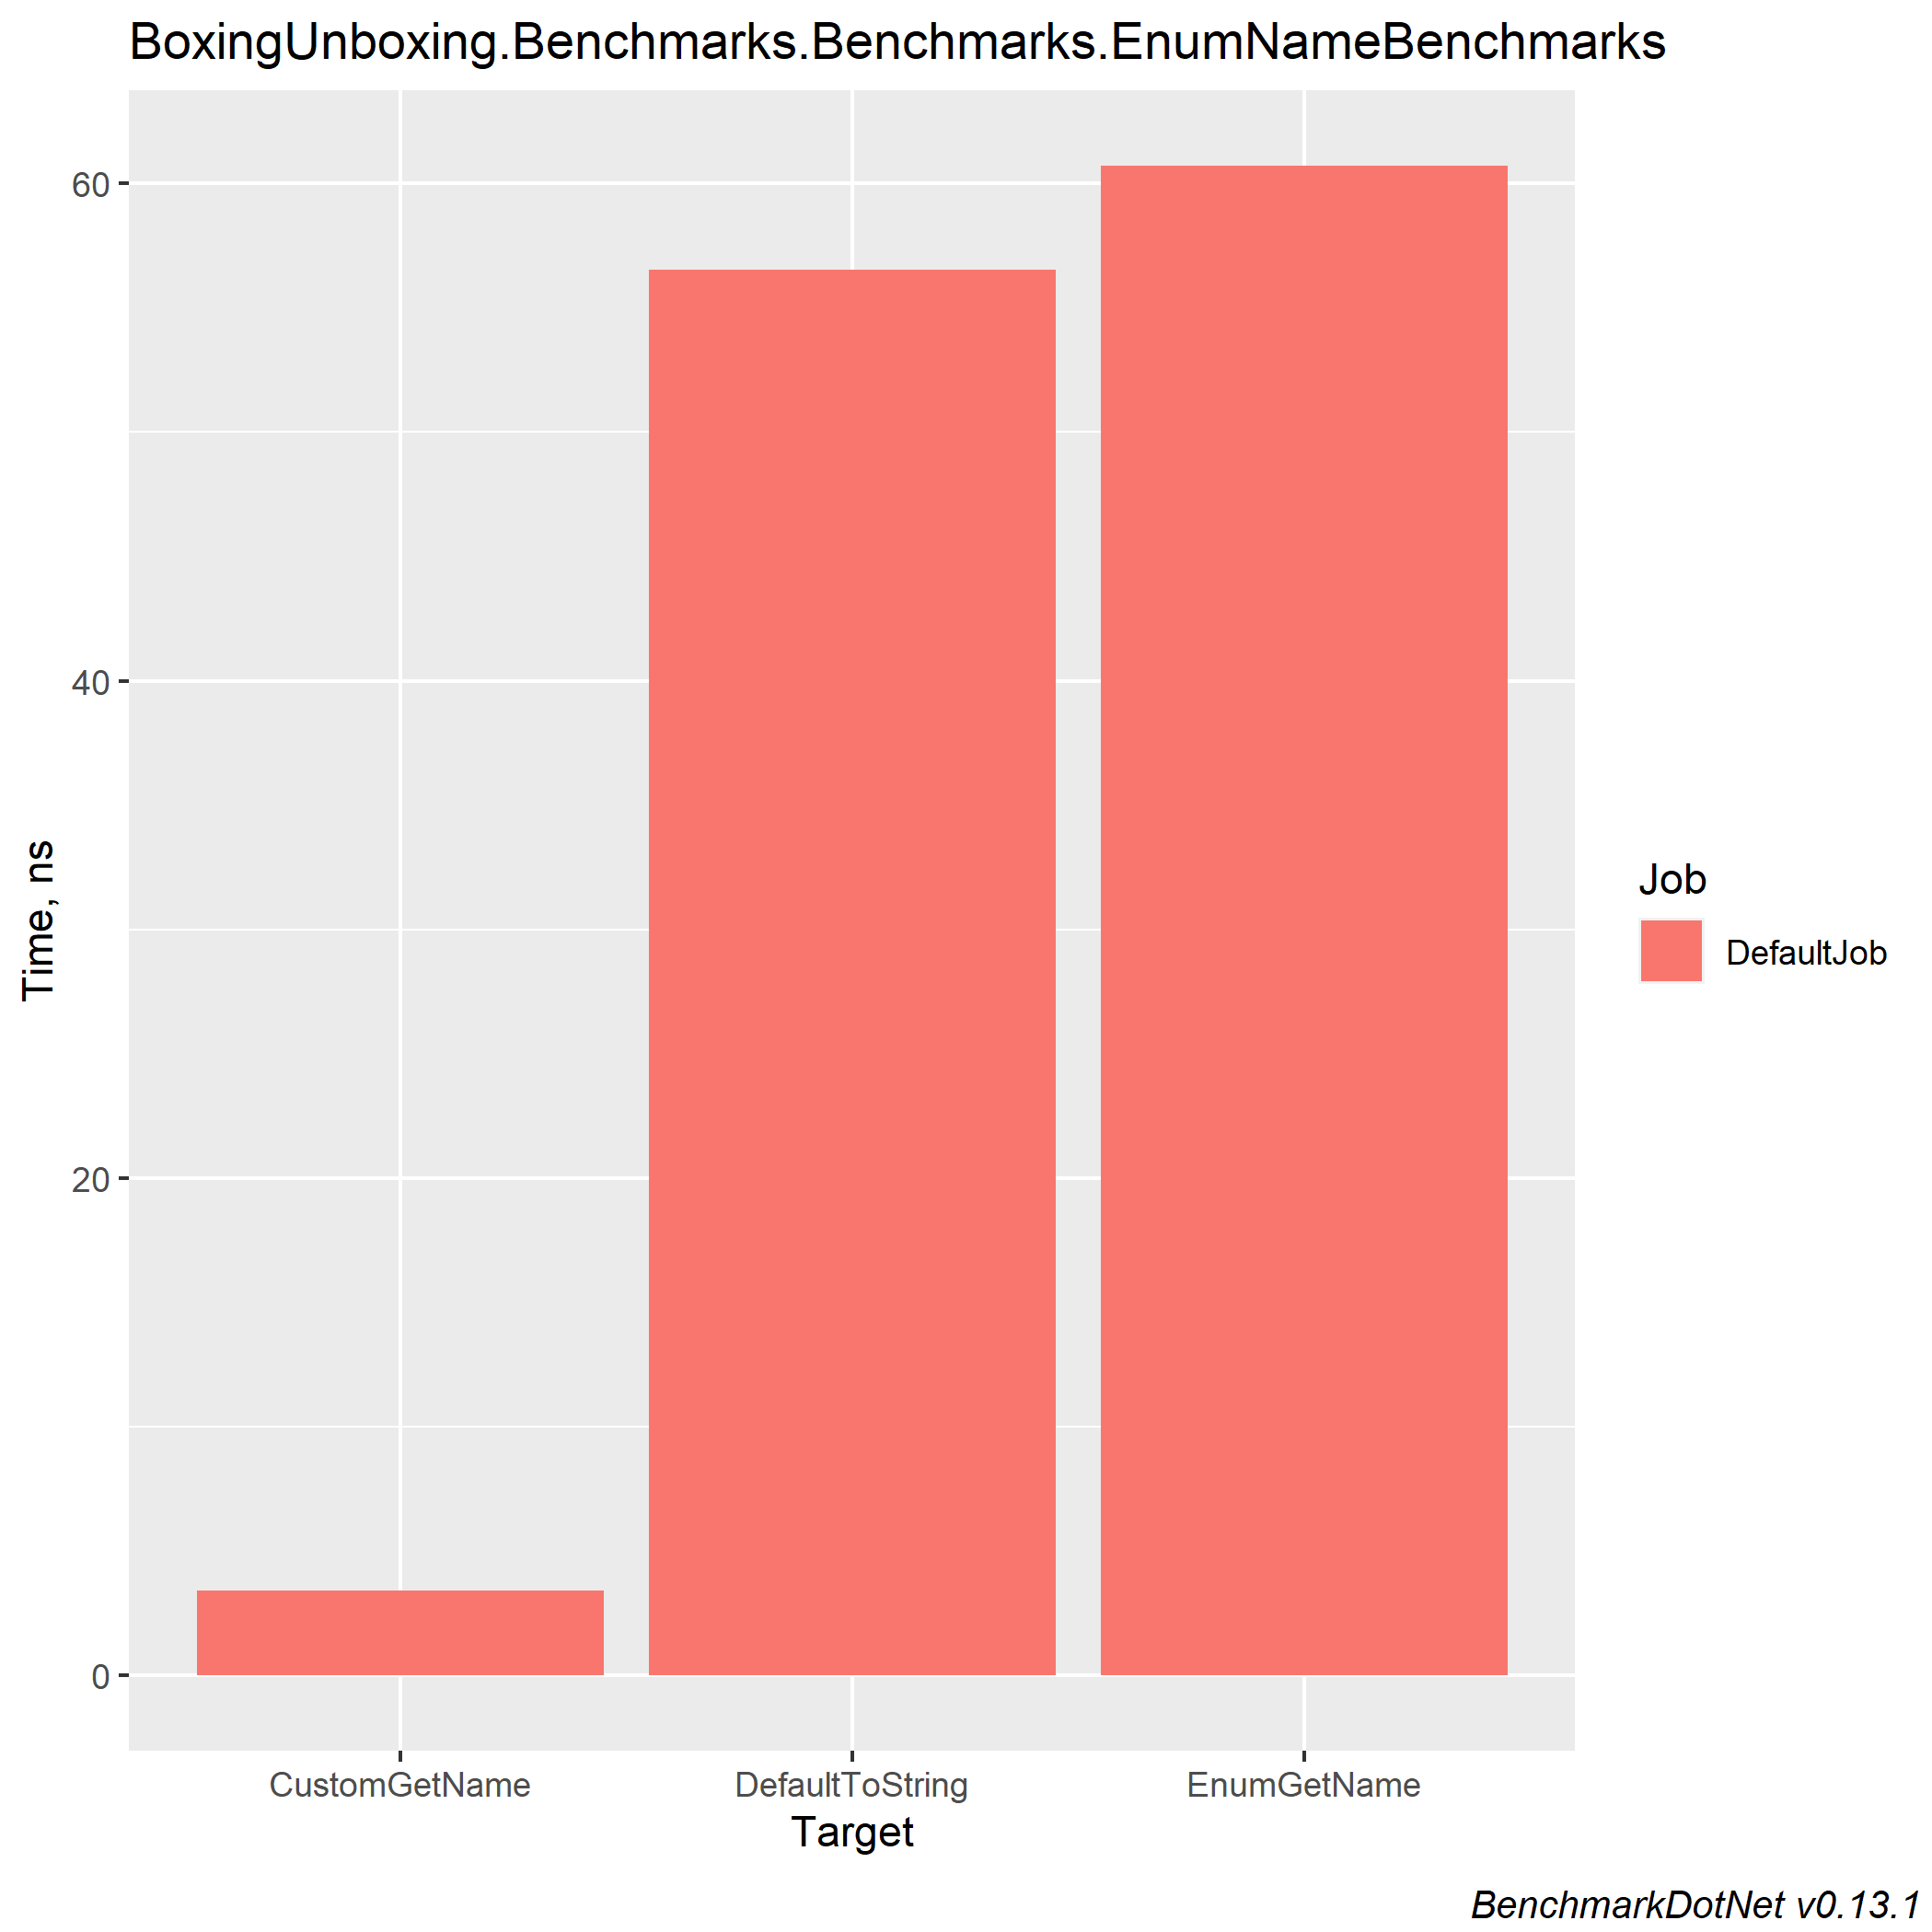 BoxingUnboxing.Benchmarks.Benchmarks.EnumNameBenchmarks
60
40
20
0
Time, ns
CustomGetName DefaultToString EnumGetName
Target
Job
DefaultJob
BenchmarkDotNet v0.13.1